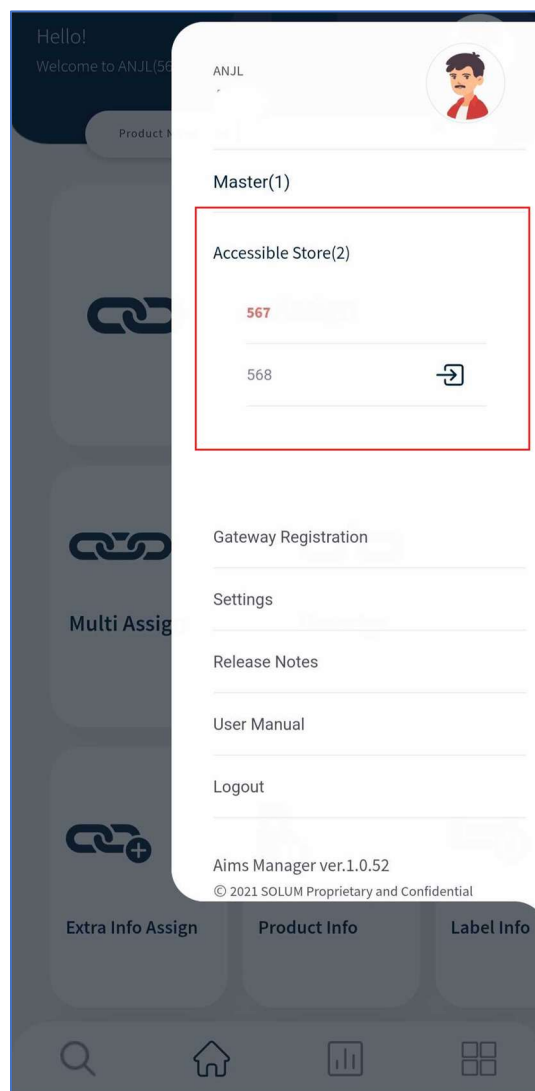 Hello!
Welcome to ANJL(56
Product N
ANJL
Master(1)
Accessible Store(2)
567
568
Gateway Registration
Settings
Release Notes
User Manual
Logout
Aims Manager ver.1.0.52
© 2021 SOLUM Proprietary and Confidential
Multi Assig
Extra Info Assign
Product Info
Label Info